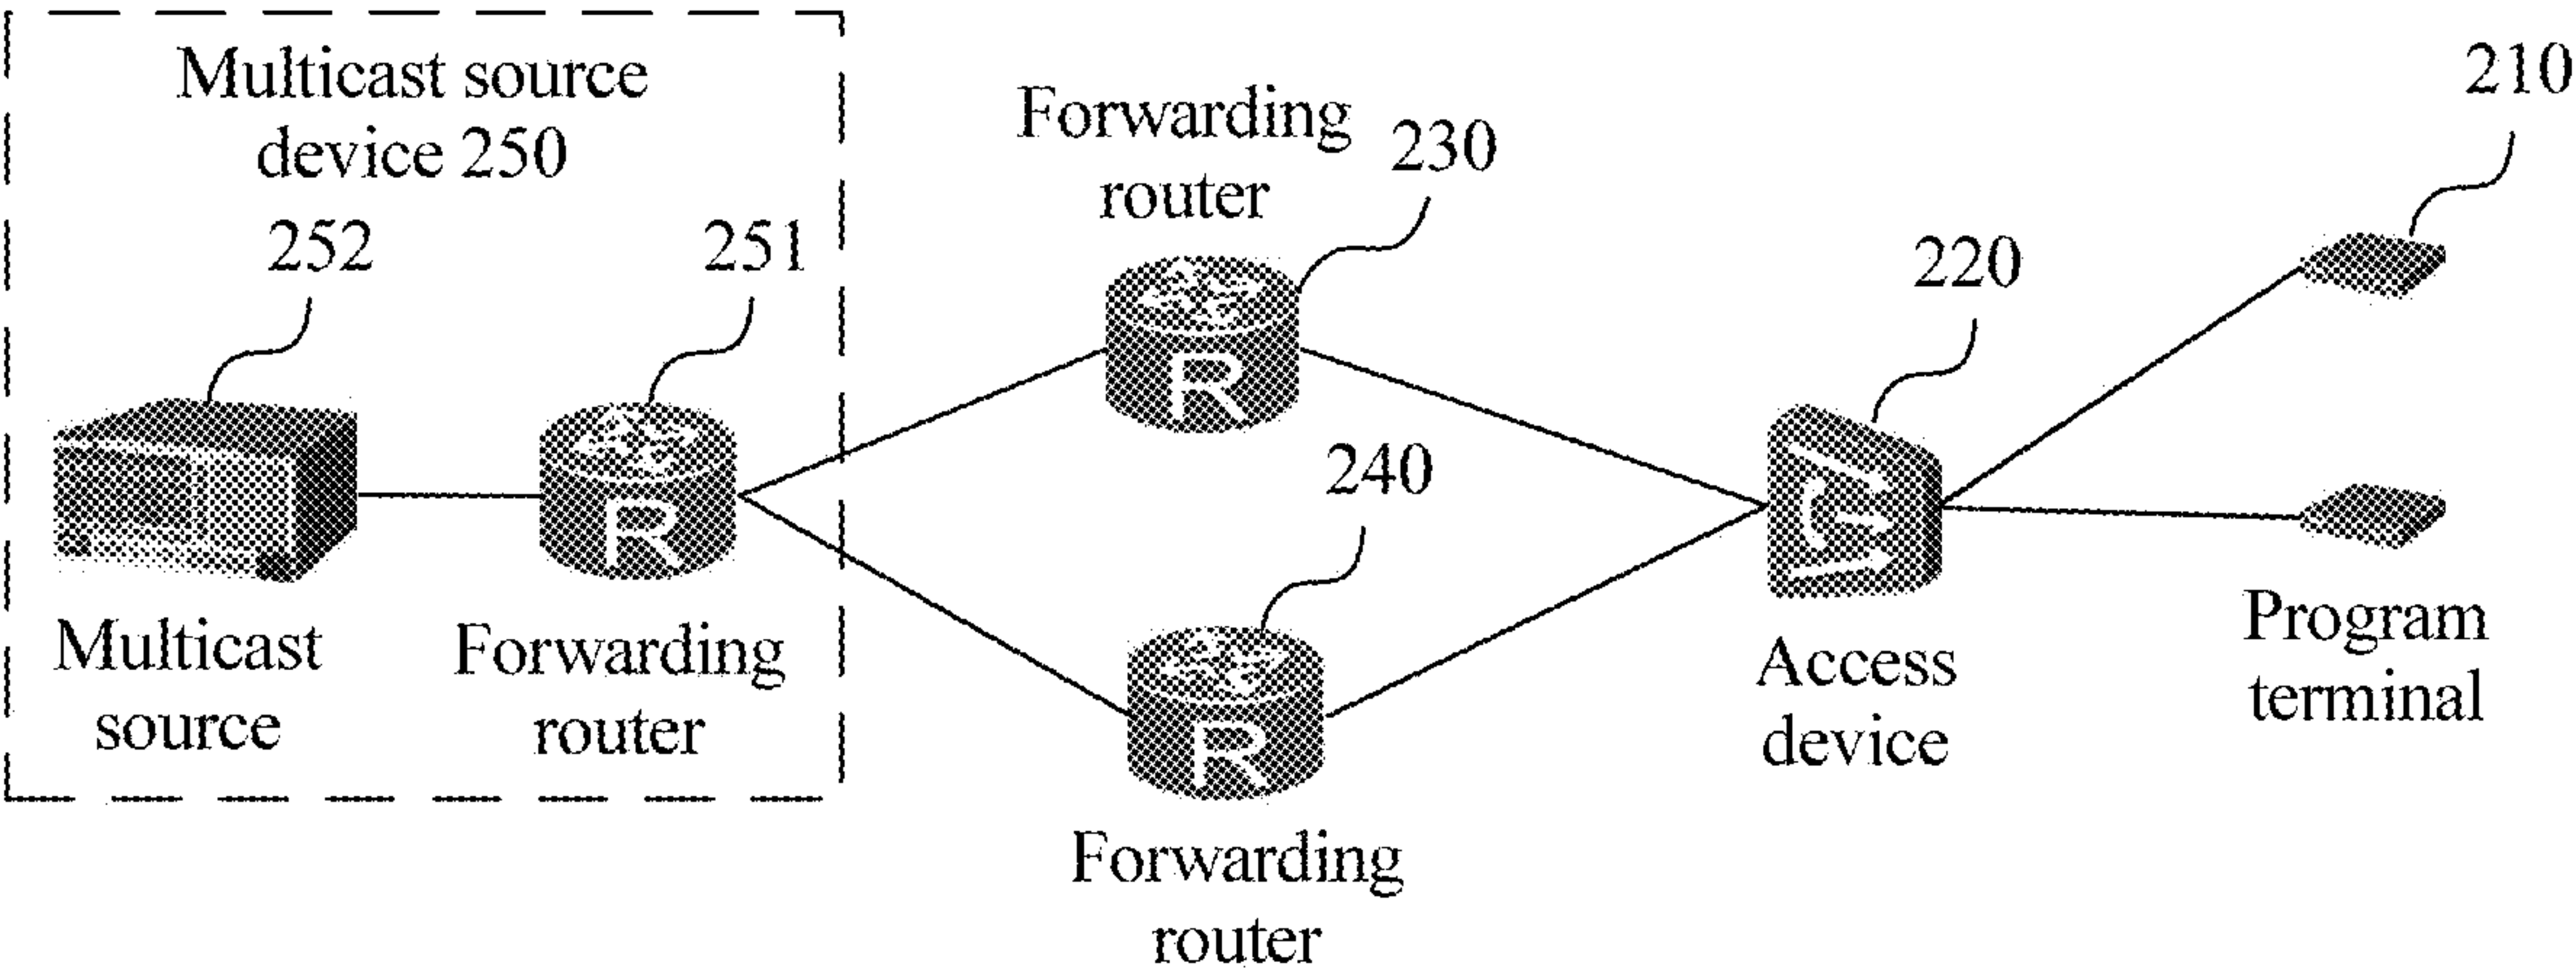 Multicast source
device 250
252
251
Multicast
source
Forwarding
router
Forwarding
router
230
R
R
240
R
Forwarding
router
220
Access
device
210
Program
terminal